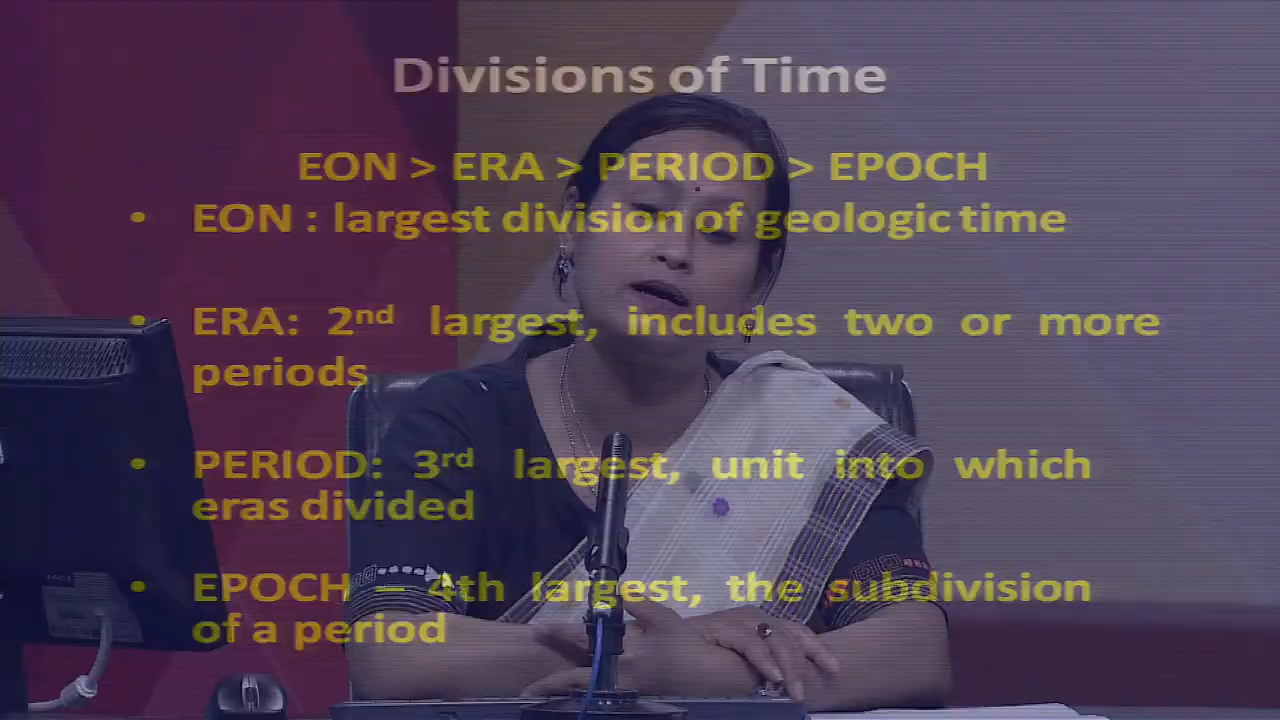 Divisions of Time
EON > ERA > PERIOD > EPOCH
• EON : largest division of geologic time
• ERA: 2nd largest, includes two or more
periods
• PERIOD: 3rd largest, unit into which
eras divided
• EPOCH – 4th largest, the subdivision
of a period
HCL